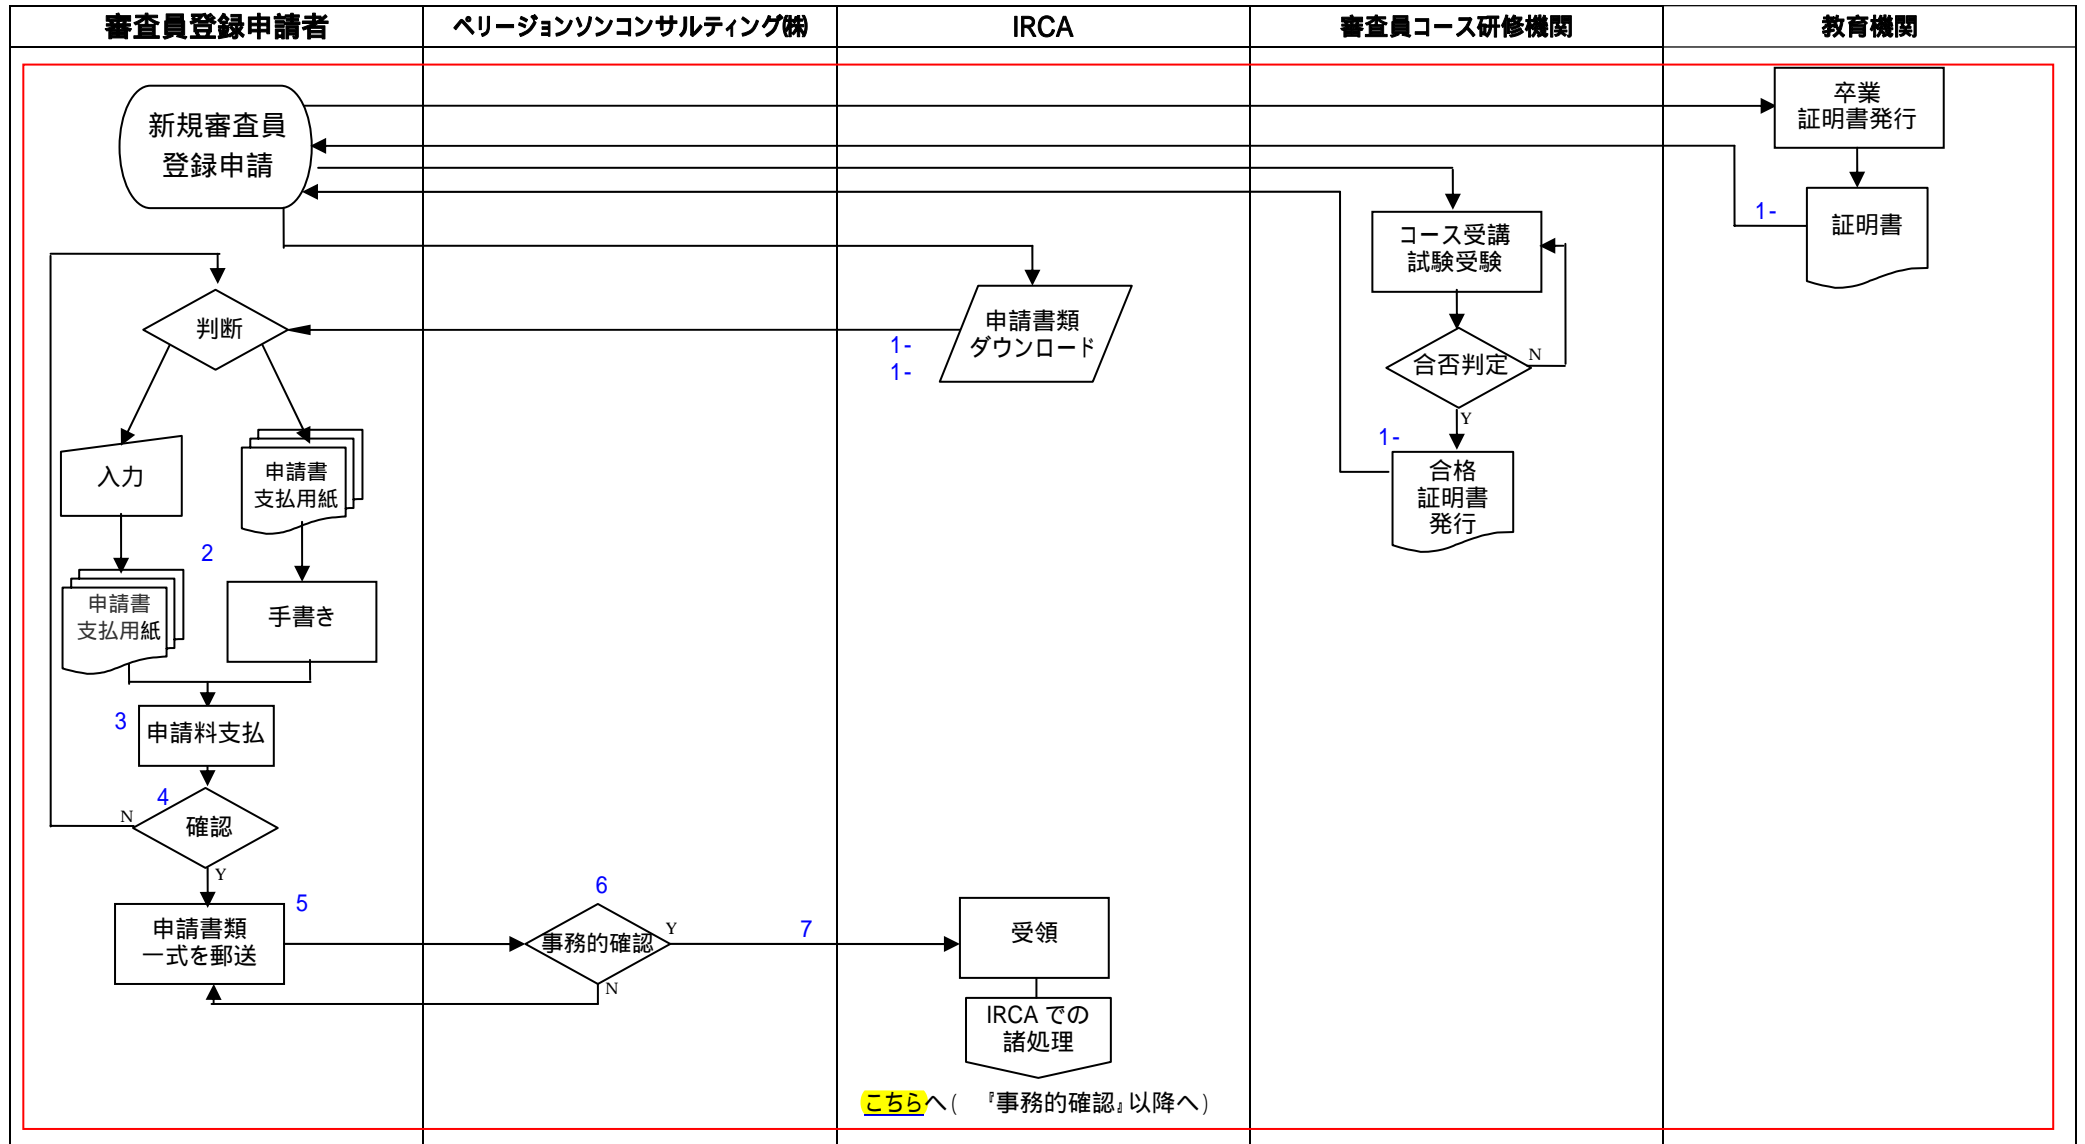 審査員登録申請者
ペリージョンソンコンサルティング㈱
IRCA
審査員コース研修機関
教育機関
新規審査員
登録申請
卒業
証明書発行
証明書
1-
コース受講
試験受験
合否判定
N
Y
1-
合格
証明書
発行
申請書類
ダウンロード
1-
1-
判断
入力
申請書
支払用紙
2
申請書
支払用紙
手書き
3
申請料支払
4
確認
N
Y
申請書類
一式を郵送
5
6
事務的確認
Y
N
7
受領
IRCA での
諸処理
こちらへ( 『事務的確認』以降へ)